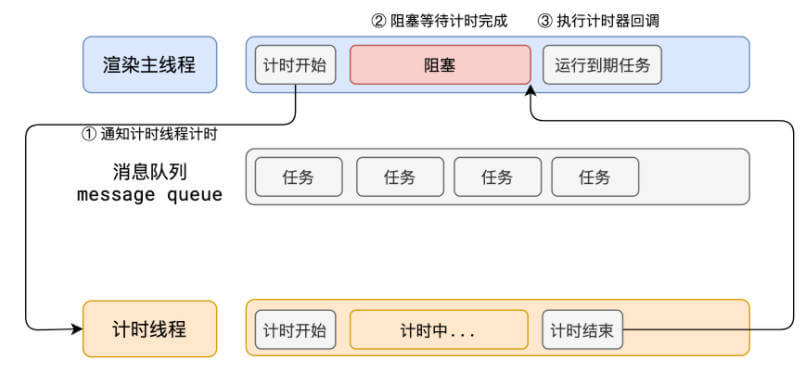 ② 阻塞等待计时完成
③ 执行计时器回调
渲染主线程
计时开始
阻塞
运行到期任务
① 通知计时线程计时
消息队列
message queue
任务
任务
任务
任务
计时线程
计时开始
计时中...
计时结束